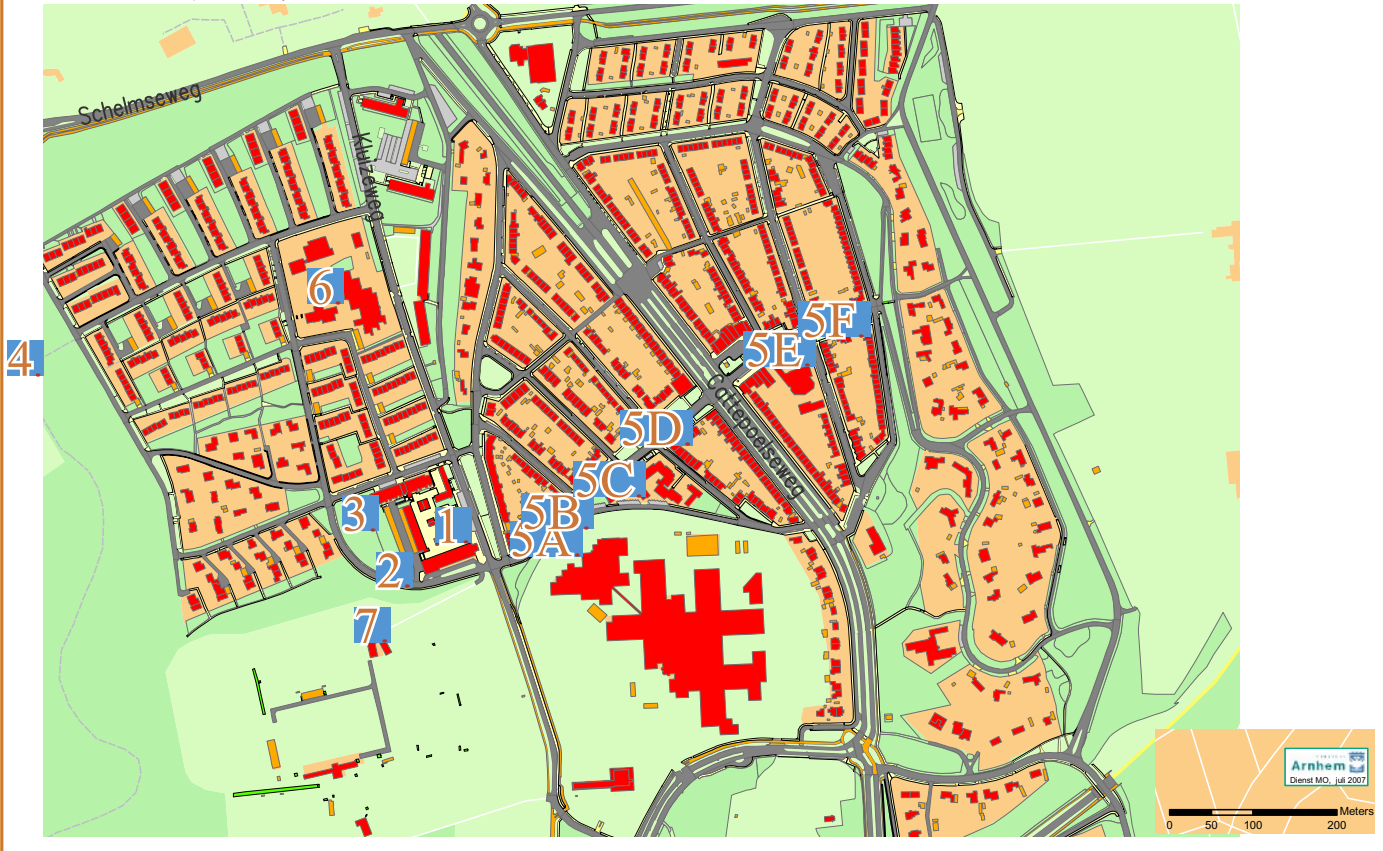 Schelmseweg
Kluizeweg
6
5F
4
5E
Cattepoelseweg
5D
5C
3
1
5B
5A
2
7
Arnhem
Dienst MO, juli 2007
Meters
0 50 100 200